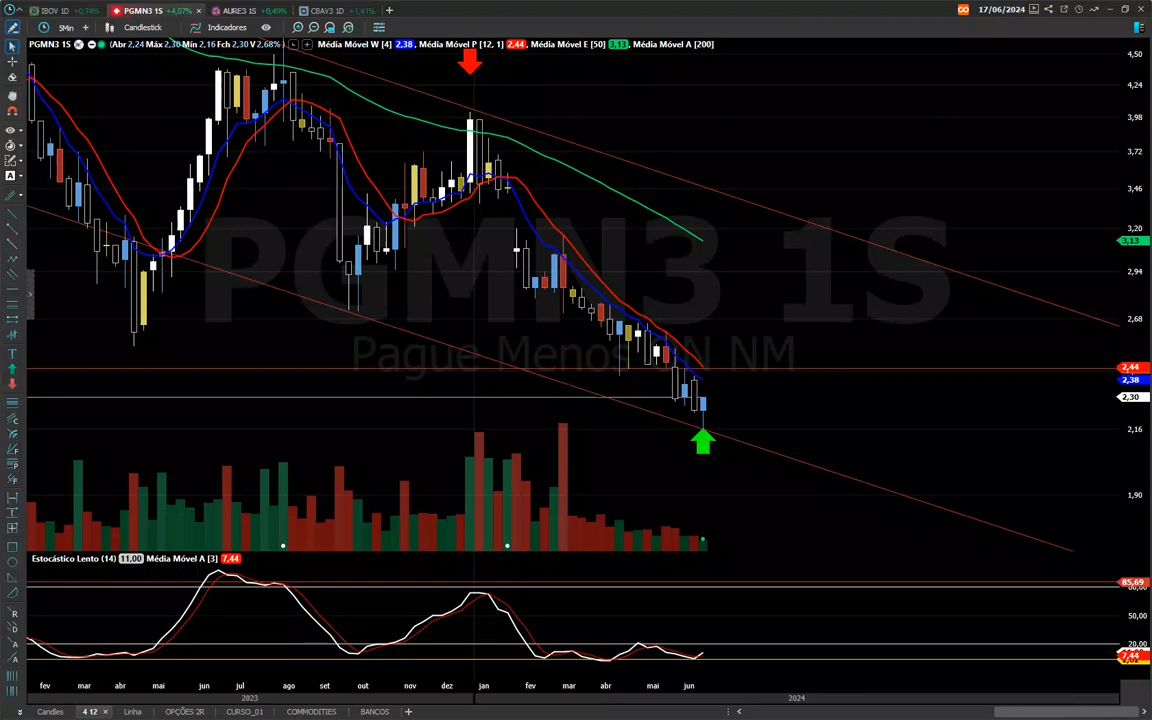 IBOV 1D +0,74%
PGMN3 1S +4,07% ×
AURE3 1S +0,49%
CBAV3 1D +1,41%
17/06/2024
5Min
Candlestick
Indicadores
PGMN3 1S
(Abr 2,24 Máx 2,30 Mín 2,16 Fch 2,30 V 2,68%)
Média Móvel W [4] 2,38, Média Móvel P [12, 1] 2,44, Média Móvel E [50] 3,13, Média Móvel A [200]
PGMN3 1S
Pague Menos ON NM
4,50
4,24
3,98
3,72
3,46
3,20
3,13
2,94
2,68
2,44
2,38
2,30
2,16
1,90
Estocástico Lento (14) 11,00 Média Móvel A [3] 7,44
85,69
50,00
20,00
7,44
fev mar abr mai jun jul ago set out nov dez jan fev mar abr mai jun
2023 2024
Candles
4 12 ×
Linha
OPÇÕES 2R
CURSO_01
COMMODITIES
BANCOS